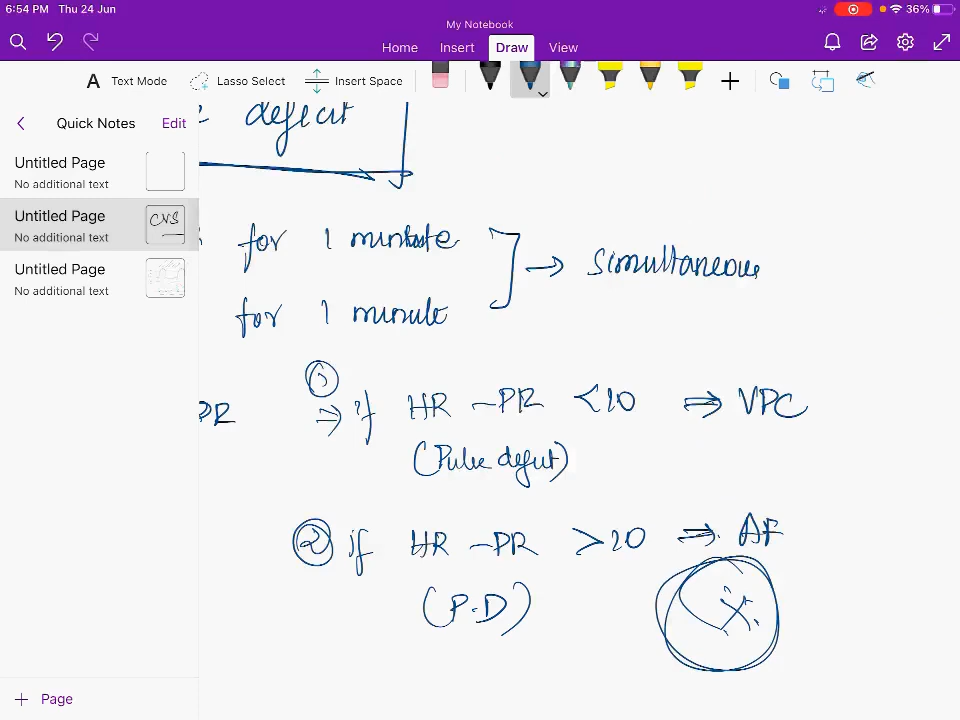 6:54 PM Thu 24 Jun
36%
My Notebook
Home Insert Draw View
A Text Mode Lasso Select Insert Space
Quick Notes Edit
Untitled Page
No additional text
Untitled Page
No additional text
CNS
Untitled Page
No additional text
Page
deficit
for 1 minute
for 1 minute
→ simultaneous
PR
① ⇒ if HR - PR < 10 ⇒ VPC
(Pulse deficit)
② if HR - PR > 20 ⇒ AF
(P.D)